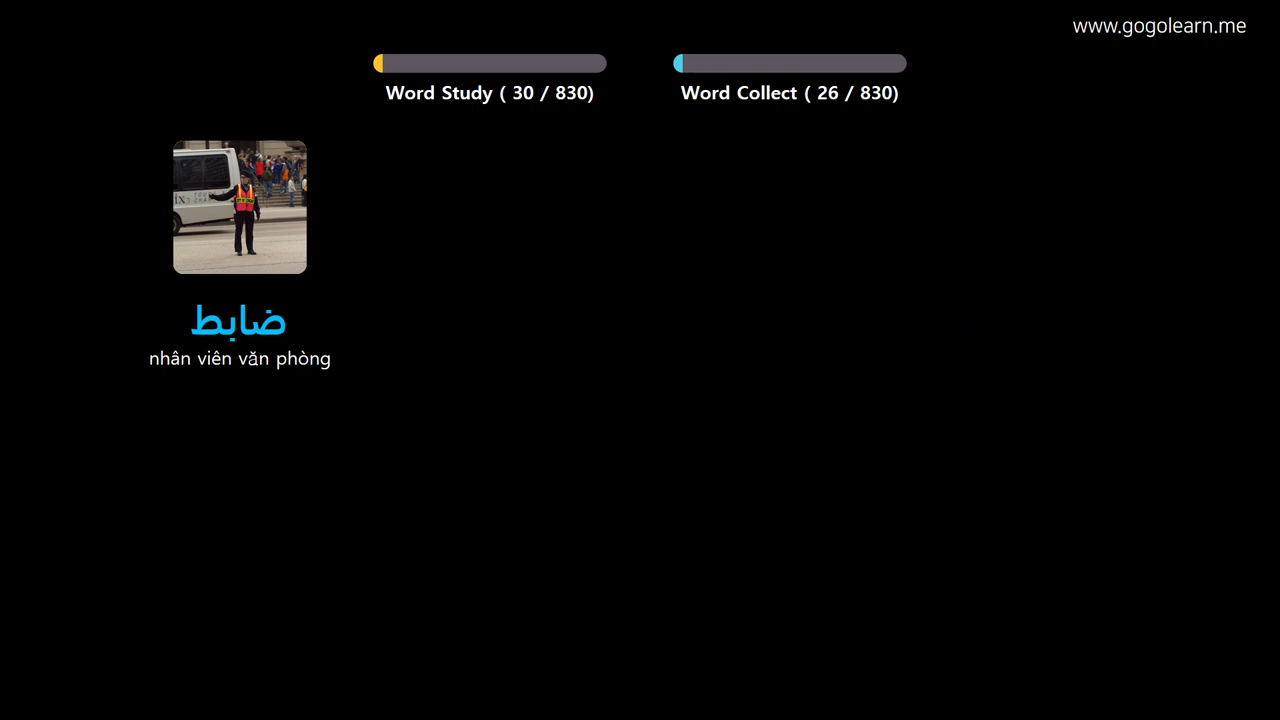 www.gogolearn.me
Word Study ( 30 / 830)
Word Collect ( 26 / 830)
ضابط
nhân viên văn phòng